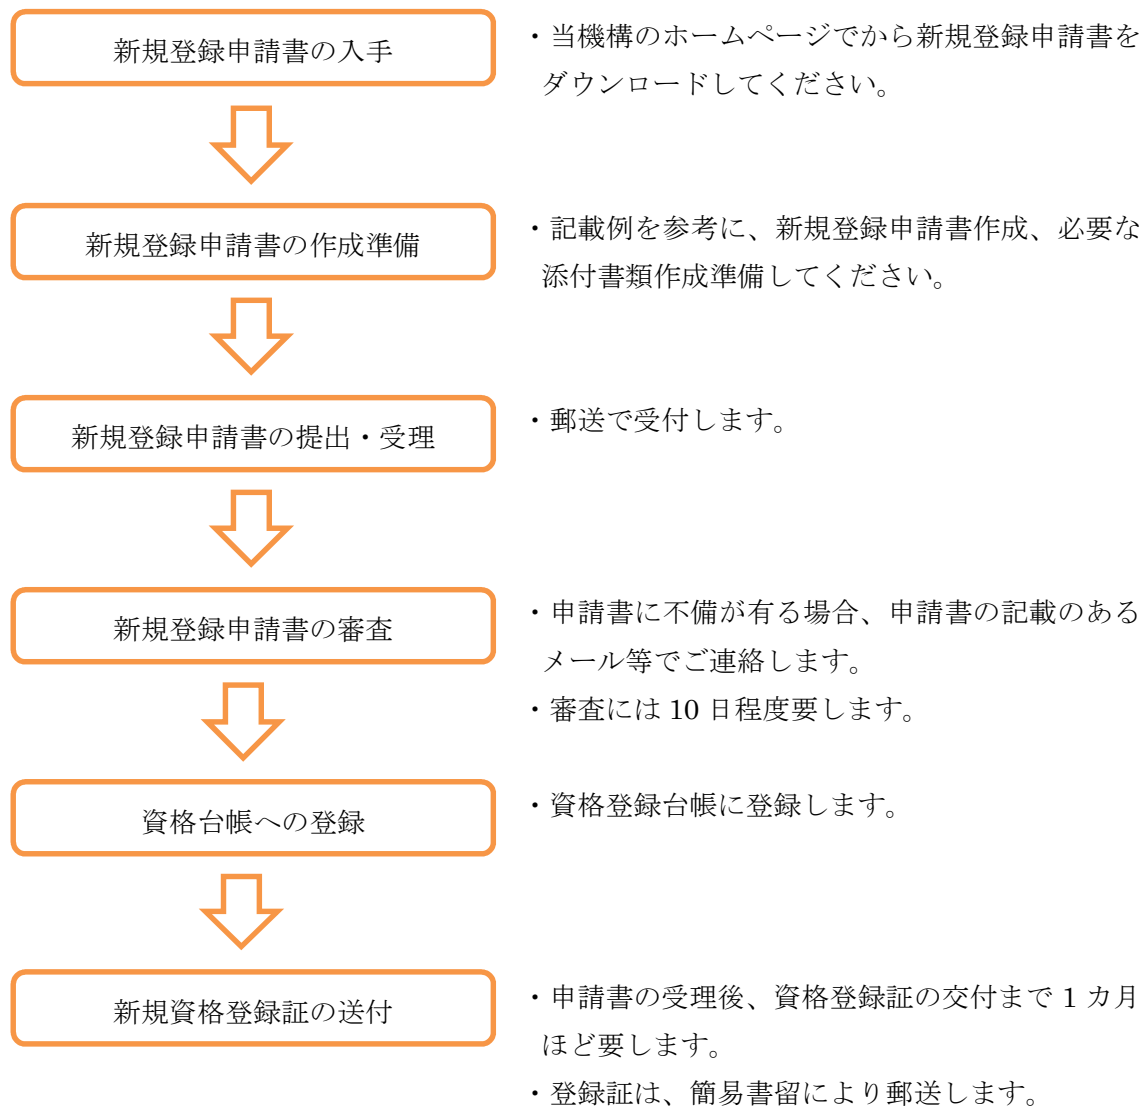 新規登録申請書の入手
・当機構のホームページでから新規登録申請書を
ダウンロードしてください。
新規登録申請書の作成準備
・記載例を参考に、新規登録申請書作成、必要な
添付書類作成準備してください。
新規登録申請書の提出・受理
・郵送で受付します。
新規登録申請書の審査
・申請書に不備が有る場合、申請書の記載のある
メール等でご連絡します。
・審査には 10 日程度要します。
資格台帳への登録
・資格登録台帳に登録します。
新規資格登録証の送付
・申請書の受理後、資格登録証の交付まで 1 カ月
ほど要します。
・登録証は、簡易書留により郵送します。